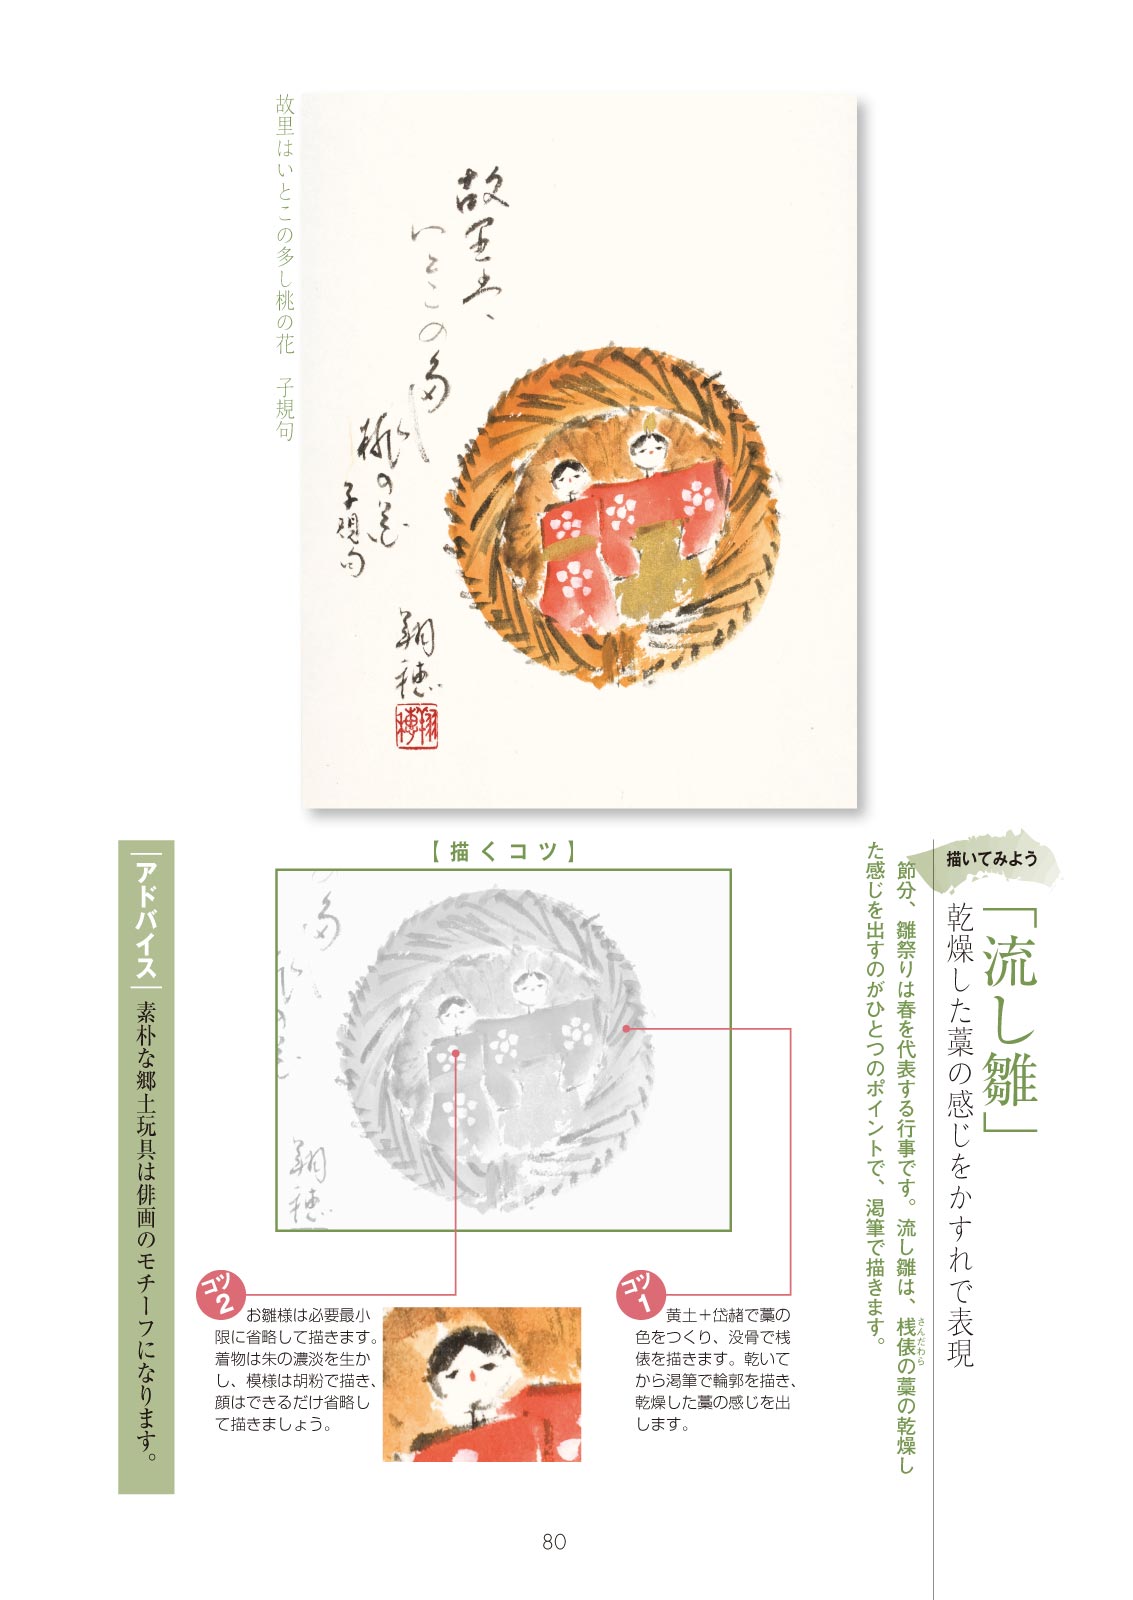 描いてみよう
「流し雛」
乾燥した藁の感じをかすれで表現
節分、雛祭りは春を代表する行事です。流し雛は、桟俵の藁の乾燥し
さんだわら
た感じを出すのがひとつのポイントで、渇筆で描きます。
故里は
いとこの多し
桃の花
子規句
翔穂
故里はいとこの多し桃の花　子規句
【描くコツ】
コツ1
黄土＋岱赭で藁の
色をつくり、没骨で桟
俵を描きます。乾いて
から渇筆で輪郭を描き、
乾燥した藁の感じを出
します。
コツ2
お雛様は必要最小
限に省略して描きます。
着物は朱の濃淡を生か
し、模様は胡粉で描き、
顔はできるだけ省略し
て描きましょう。
アドバイス
素朴な郷土玩具は俳画のモチーフになります。
80